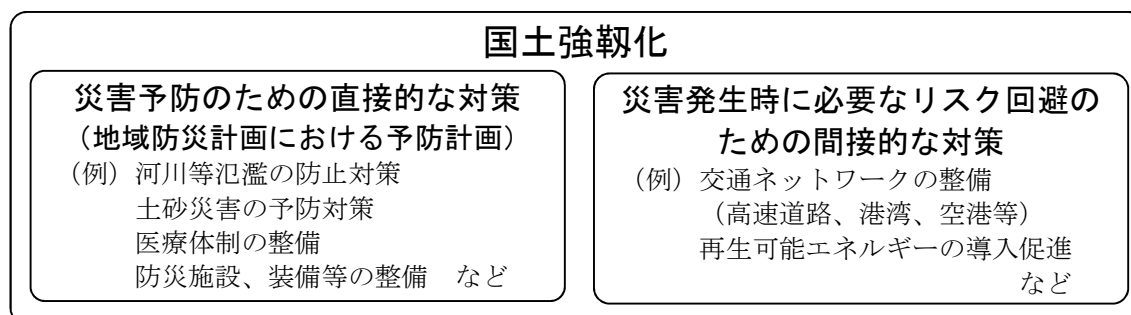 国土強靱化
災害予防のための直接的な対策
（地域防災計画における予防計画）
（例）河川等氾濫の防止対策
土砂災害の予防対策
医療体制の整備
防災施設、装備等の整備　など
災害発生時に必要なリスク回避の
ための間接的な対策
（例）交通ネットワークの整備
（高速道路、港湾、空港等）
再生可能エネルギーの導入促進
など